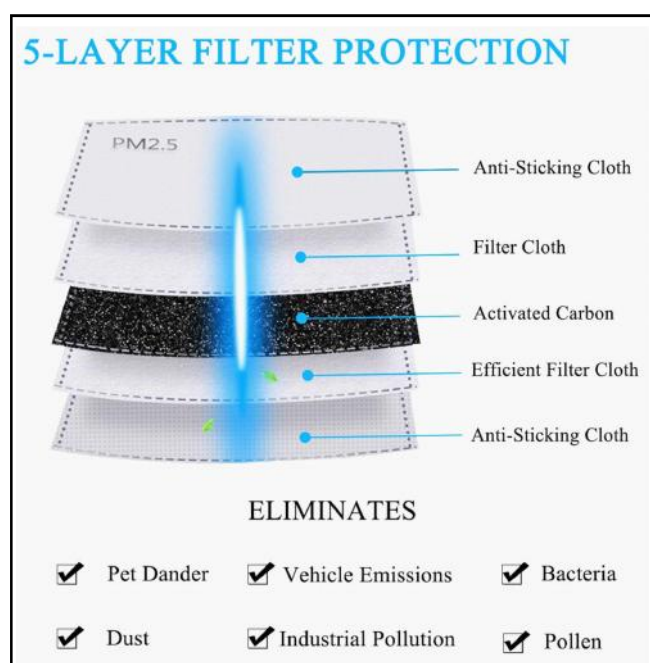 5-LAYER FILTER PROTECTION
PM2.5
Anti-Sticking Cloth
Filter Cloth
Activated Carbon
Efficient Filter Cloth
Anti-Sticking Cloth
ELIMINATES
Pet Dander
Vehicle Emissions
Bacteria
Dust
Industrial Pollution
Pollen